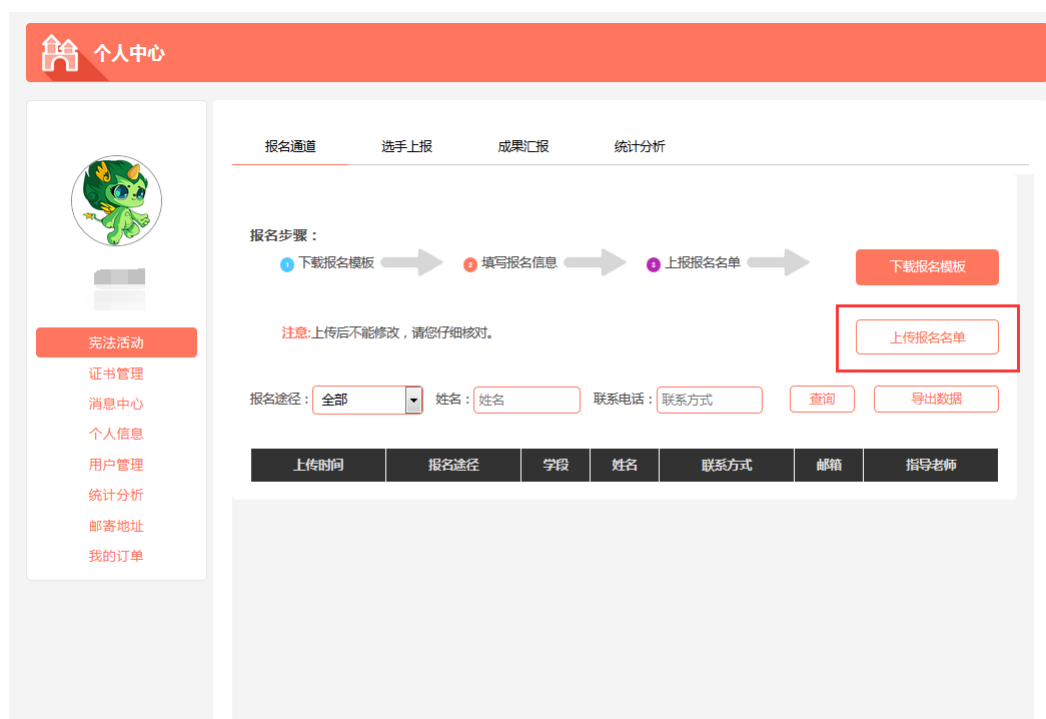 个人中心
报名通道 选手上报 成果汇报 统计分析
报名步骤：
1 下载报名模板 2 填写报名信息 3 上报报名名单 下载报名模板
注意:上传后不能修改，请您仔细核对。 上传报名名单
宪法活动
证书管理
消息中心
个人信息
用户管理
统计分析
邮寄地址
我的订单
报名途径： 全部 姓名： 姓名 联系电话： 联系方式 查询 导出数据
上传时间 报名途径 学段 姓名 联系方式 邮箱 指导老师